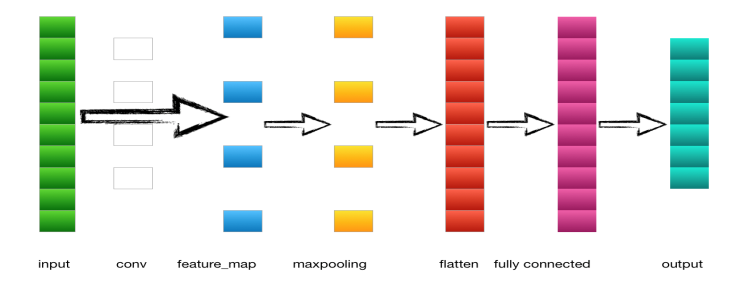 input conv feature_map maxpooling flatten fully connected output